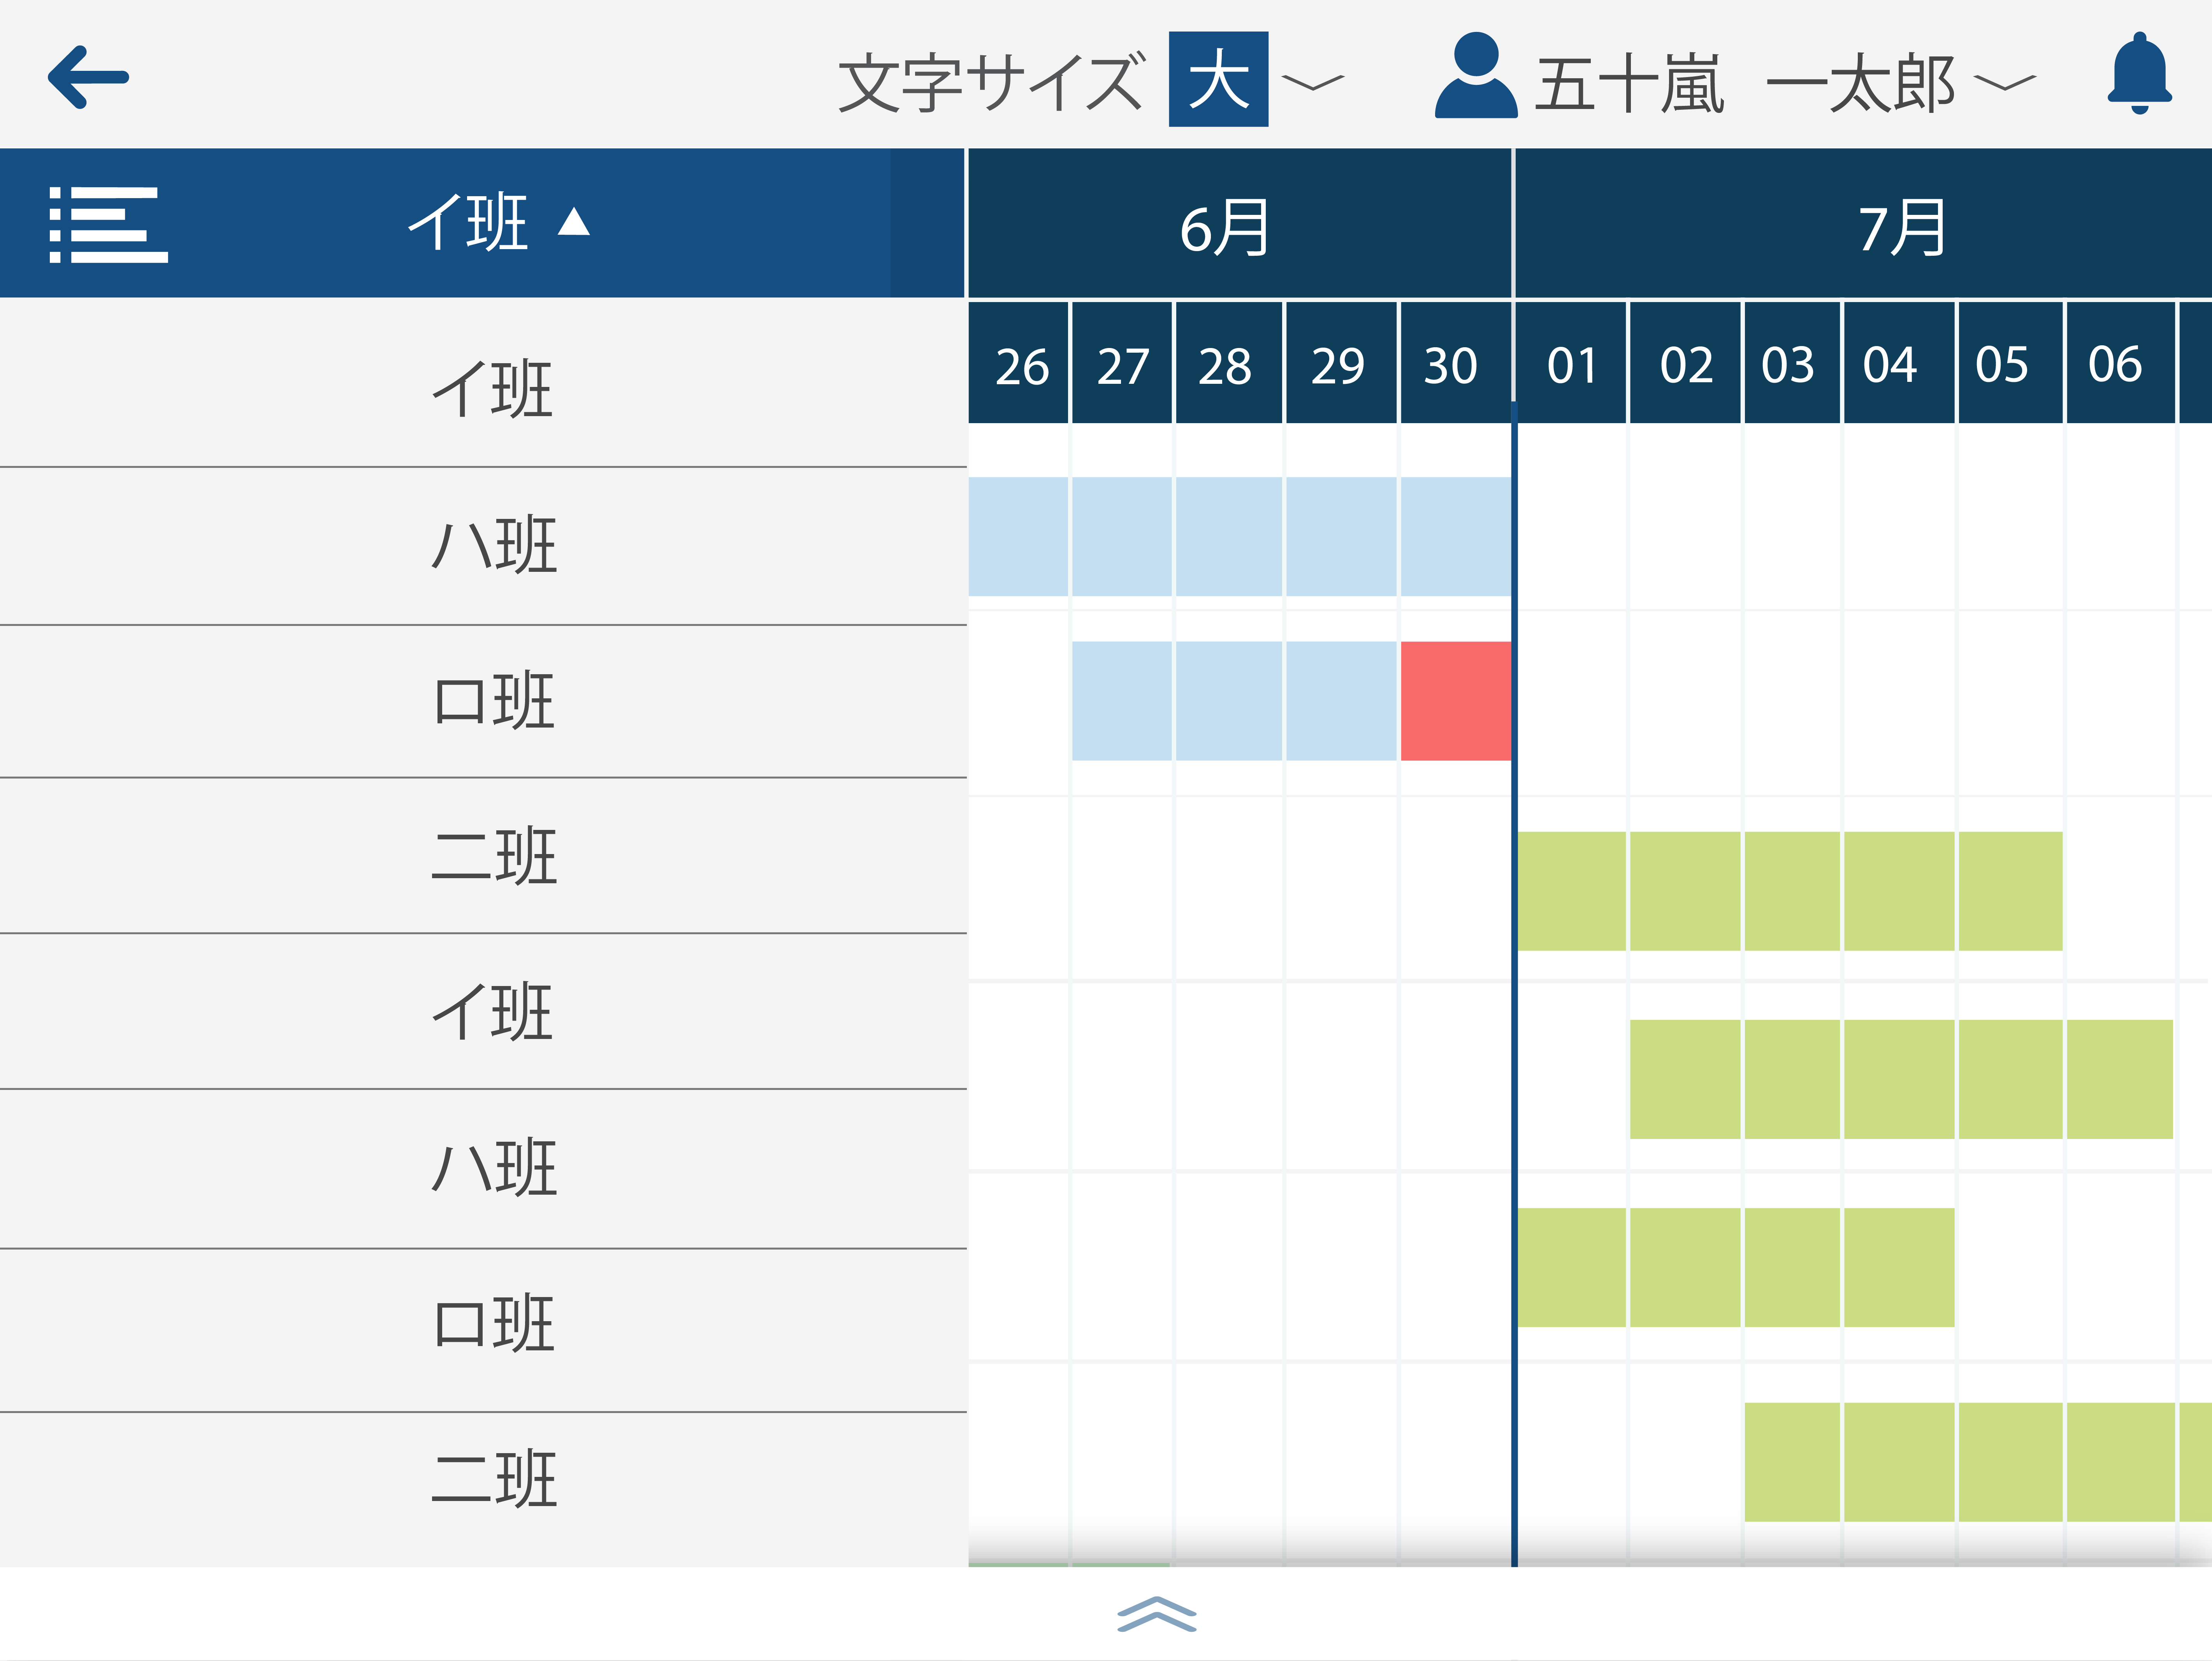 文字サイズ 大 五十嵐 一太郎
イ班 ▲ 6月 7月
26 27 28 29 30 01 02 03 04 05 06
イ班
ハ班
ロ班
二班
イ班
ハ班
ロ班
二班